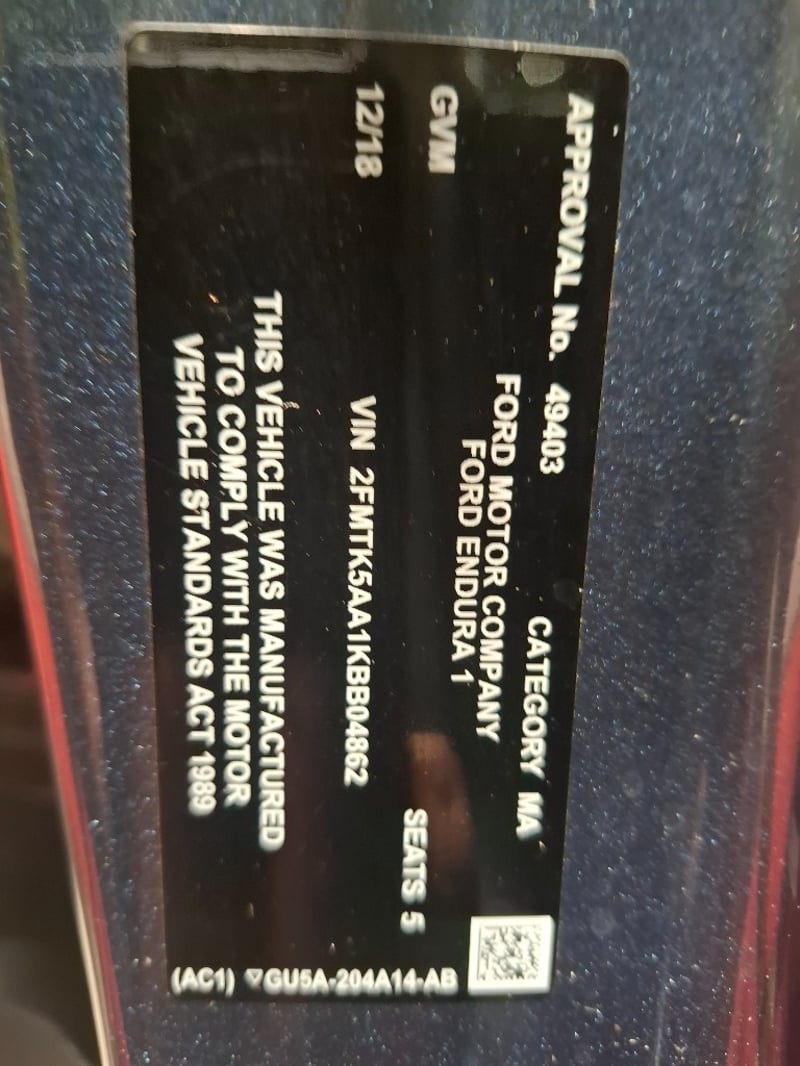 APPROVAL No. 49403 CATEGORY MA
FORD MOTOR COMPANY
FORD ENDURA 1
GVM SEATS 5
12/18 VIN 2FMTK5AA1KBB04862
THIS VEHICLE WAS MANUFACTURED
TO COMPLY WITH THE MOTOR
VEHICLE STANDARDS ACT 1989
(AC1) ▽GU5A-204A14-AB